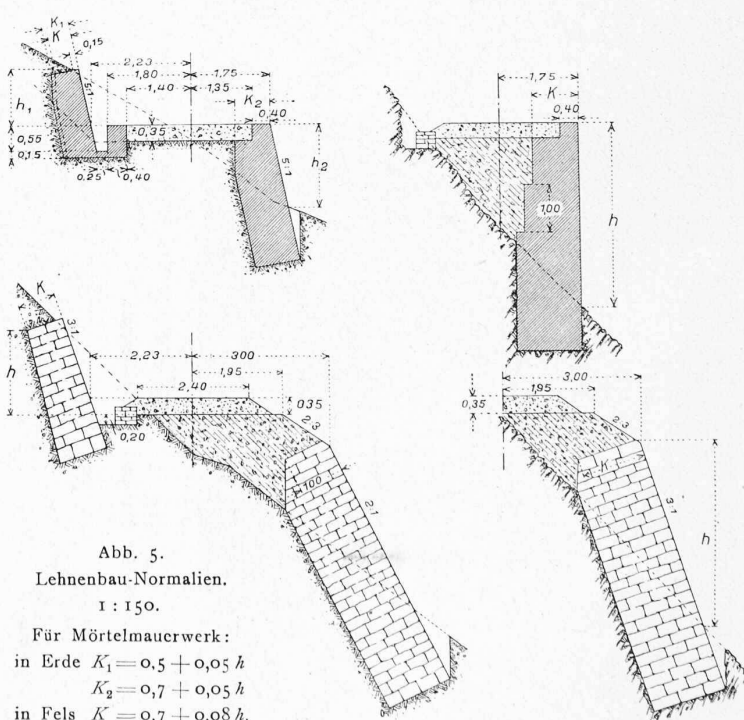 K₁
K
0,15
2,23
1,80
1,75
1,40
1,35
K₂
0,40
5:1
h₁
0,35
0,55
0,15
0,25
0,40
5:1
h₂
1,75
K
0,40
1,00
h
K
3:1
h
2,23
300
1,95
2,40
035
0,20
2:3
1,00
2:1
3,00
1,95
0,35
2:3
K
3:1
h
Abb. 5.
Lehnenbau-Normalien.
1 : 150.
Für Mörtelmauerwerk:
in Erde K₁ = 0,5 + 0,05 h
K₂ = 0,7 + 0,05 h
in Fels K = 0,7 + 0,08 h.